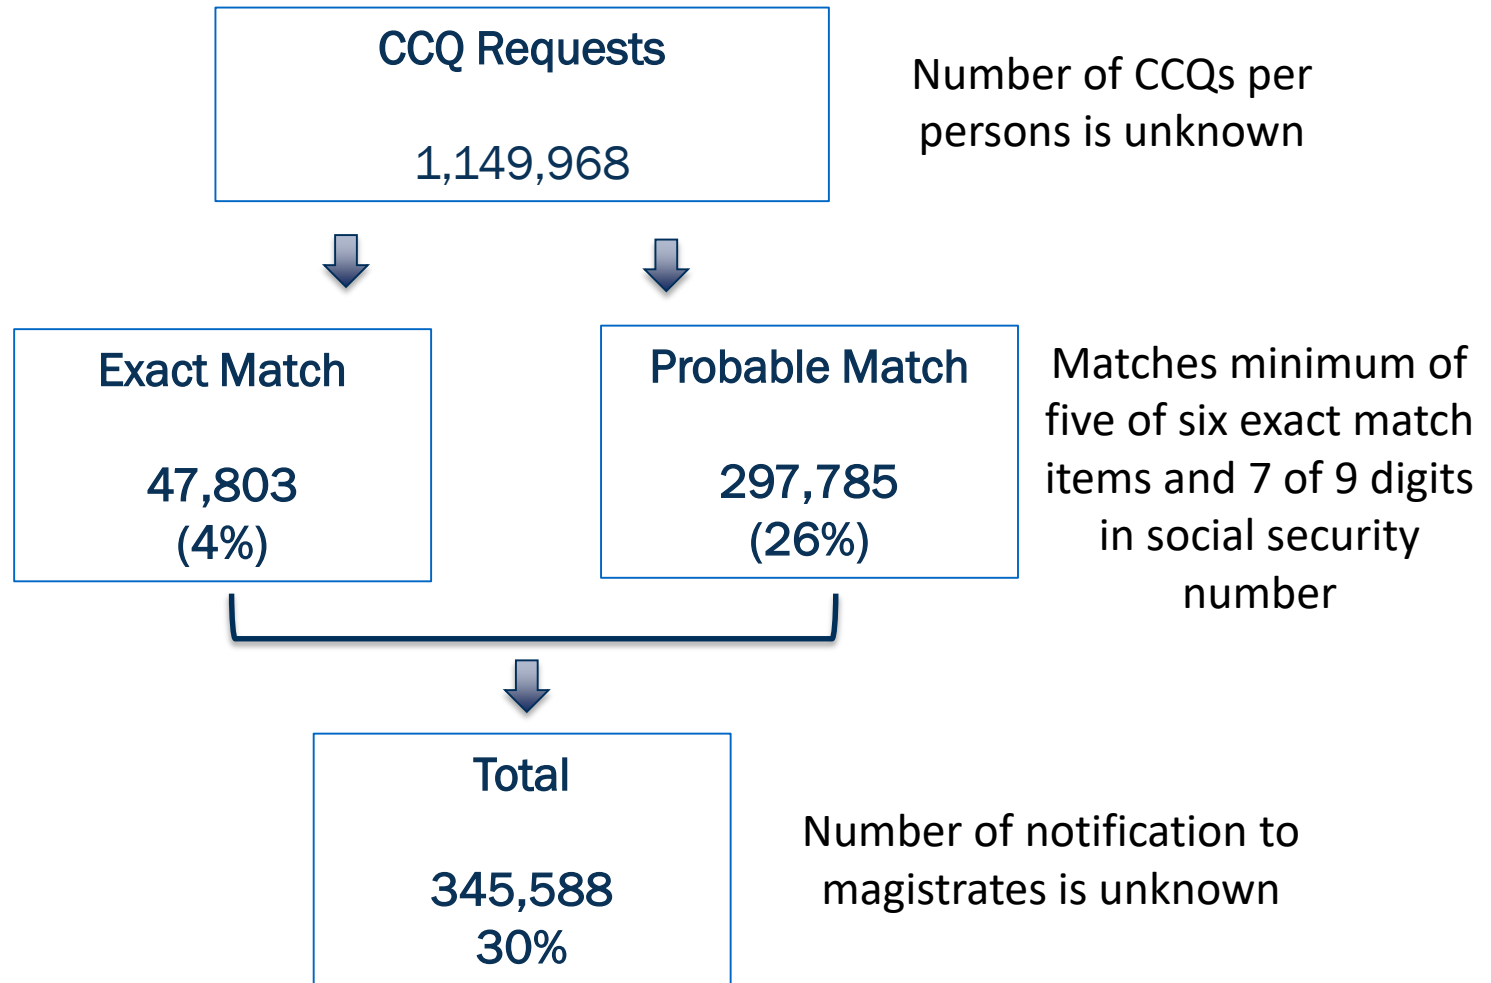 CCQ Requests
1,149,968
Number of CCQs per
persons is unknown
Exact Match
47,803
(4%)
Probable Match
297,785
(26%)
Matches minimum of
five of six exact match
items and 7 of 9 digits
in social security
number
Total
345,588
30%
Number of notification to
magistrates is unknown